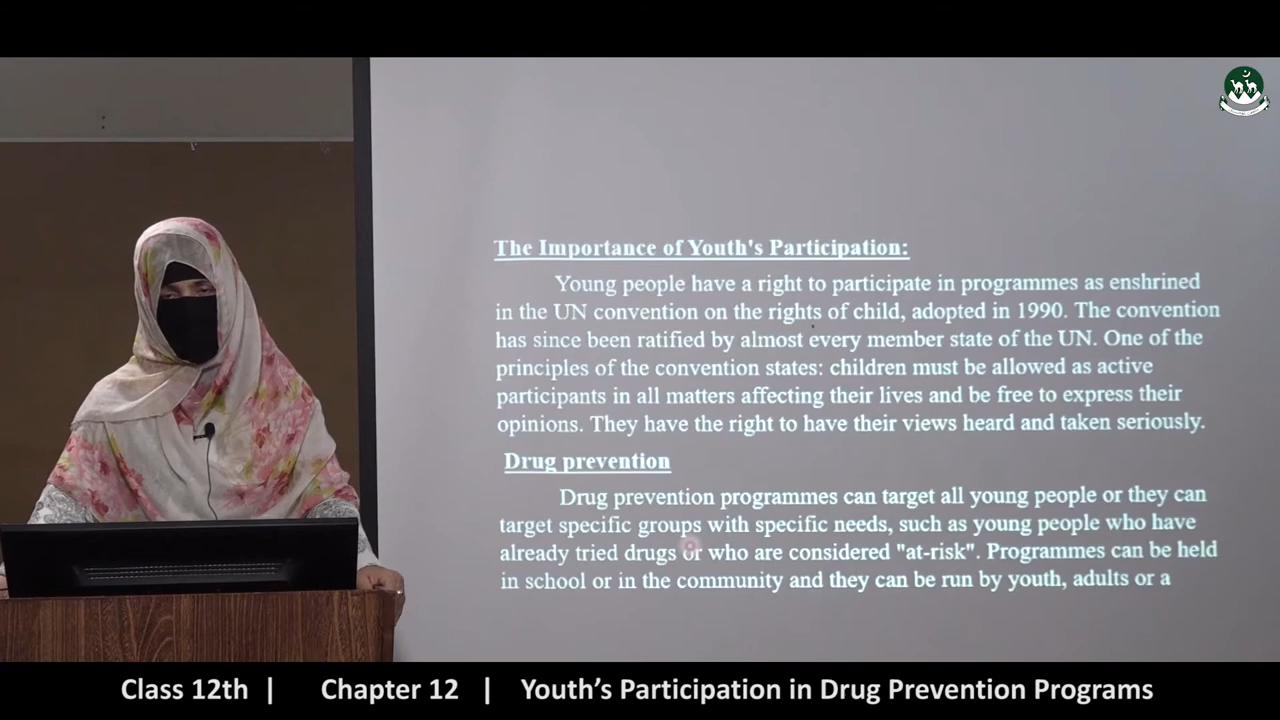 The Importance of Youth's Participation:
Young people have a right to participate in programmes as enshrined
in the UN convention on the rights of child, adopted in 1990. The convention
has since been ratified by almost every member state of the UN. One of the
principles of the convention states: children must be allowed as active
participants in all matters affecting their lives and be free to express their
opinions. They have the right to have their views heard and taken seriously.
Drug prevention
Drug prevention programmes can target all young people or they can
target specific groups with specific needs, such as young people who have
already tried drugs or who are considered "at-risk". Programmes can be held
in school or in the community and they can be run by youth, adults or a
Class 12th | Chapter 12 | Youth's Participation in Drug Prevention Programs